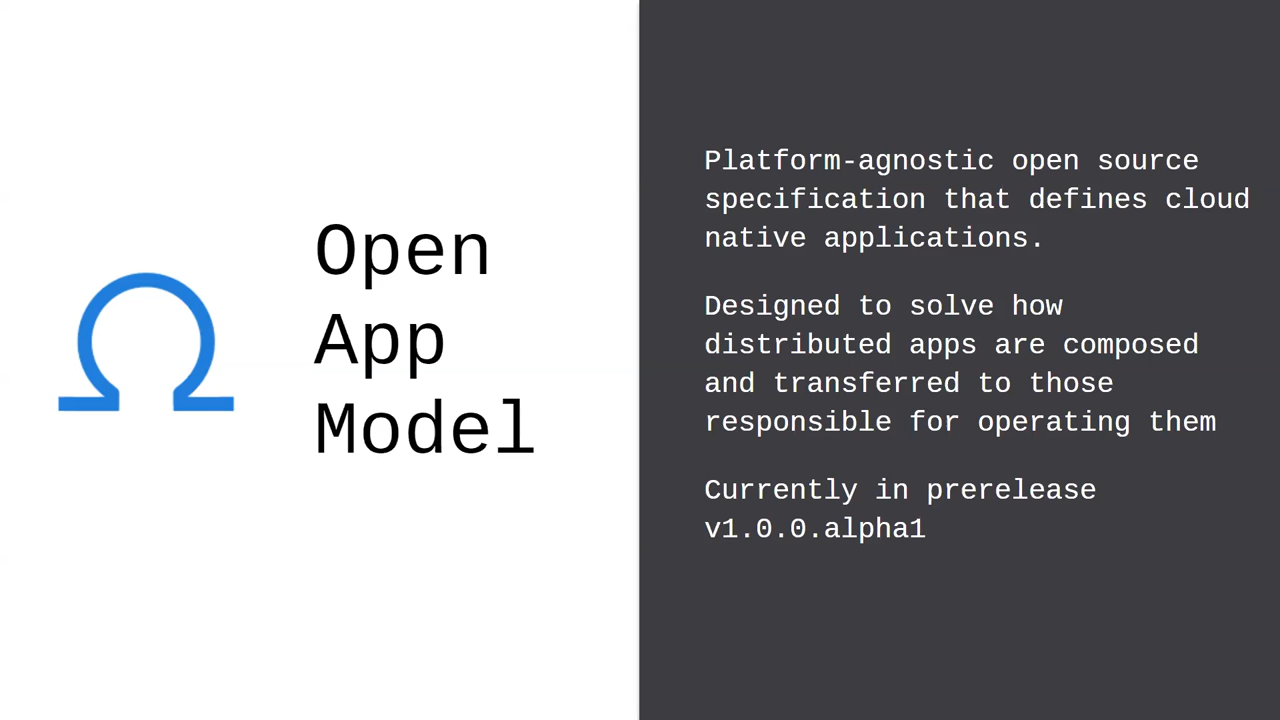 Open
App
Model
Platform-agnostic open source
specification that defines cloud
native applications.
Designed to solve how
distributed apps are composed
and transferred to those
responsible for operating them
Currently in prerelease
v1.0.0.alpha1